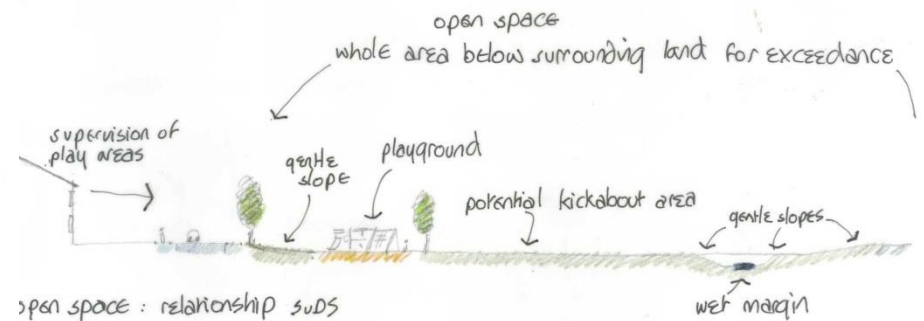 open space
whole area below surrounding land for exceedance
supervision of
play areas
gentle
slope
playground
potential kickabout area
gentle slopes
open space : relationship SUDS
wet margin